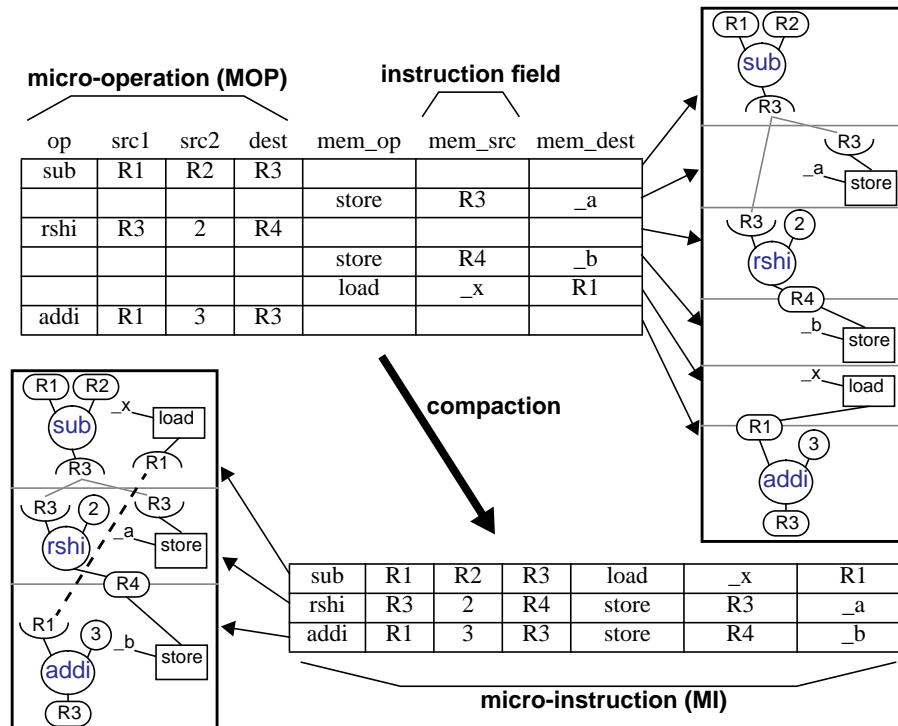 R1 R2
sub
R3
R3
_a store
R3 2
rshi
R4
_b store
_x load
R1
3
addi
R3
micro-operation (MOP) instruction field
op src1 src2 dest mem_op mem_src mem_dest
sub R1 R2 R3
store R3 _a
rshi R3 2 R4
store R4 _b
load _x R1
addi R1 3 R3
compaction
R1 R2 _x load
sub
R3 R1
R3 2 R3
rshi _a store
R4
R1 3 _b store
addi
R3
sub R1 R2 R3 load _x R1
rshi R3 2 R4 store R3 _a
addi R1 3 R3 store R4 _b
micro-instruction (MI)